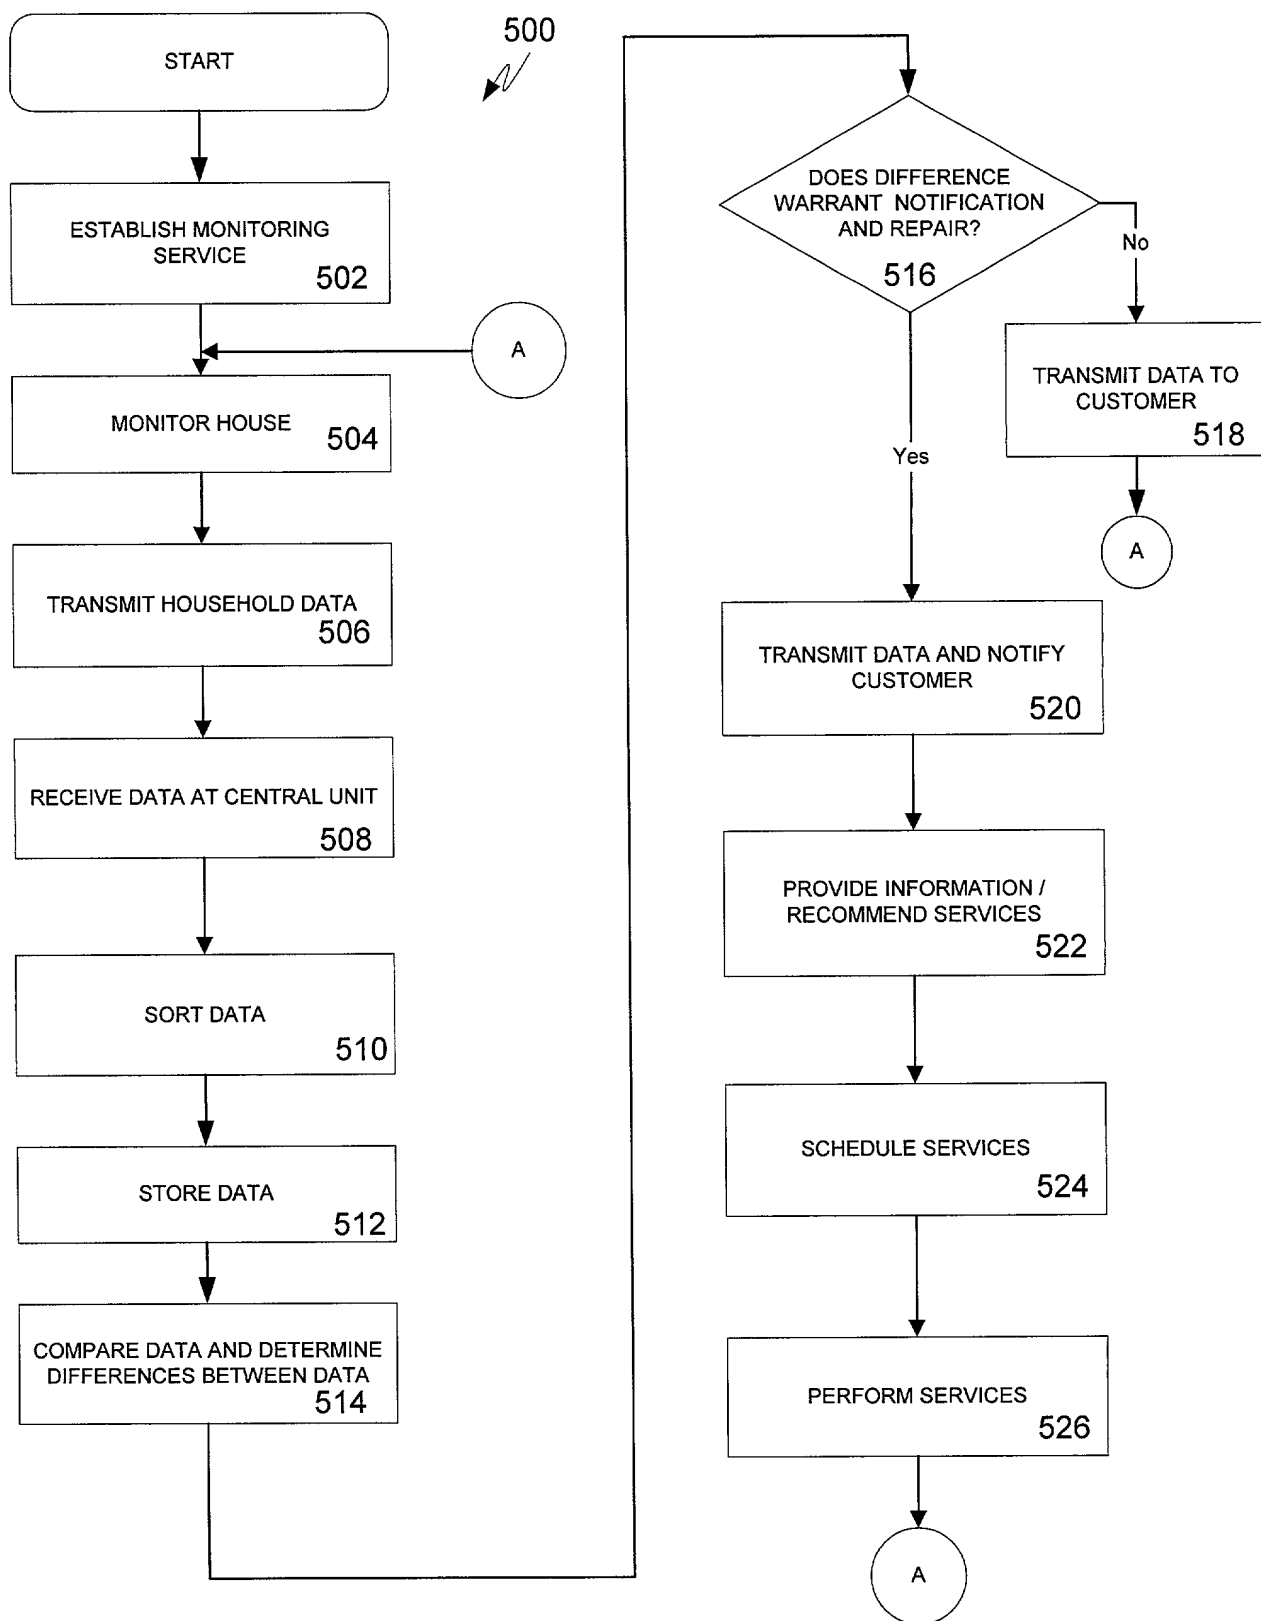 500
START
ESTABLISH MONITORING
SERVICE
502
A
MONITOR HOUSE
504
TRANSMIT HOUSEHOLD DATA
506
RECEIVE DATA AT CENTRAL UNIT
508
SORT DATA
510
STORE DATA
512
COMPARE DATA AND DETERMINE
DIFFERENCES BETWEEN DATA
514
DOES DIFFERENCE
WARRANT NOTIFICATION
AND REPAIR?
516
No
TRANSMIT DATA TO
CUSTOMER
518
A
Yes
TRANSMIT DATA AND NOTIFY
CUSTOMER
520
PROVIDE INFORMATION /
RECOMMEND SERVICES
522
SCHEDULE SERVICES
524
PERFORM SERVICES
526
A